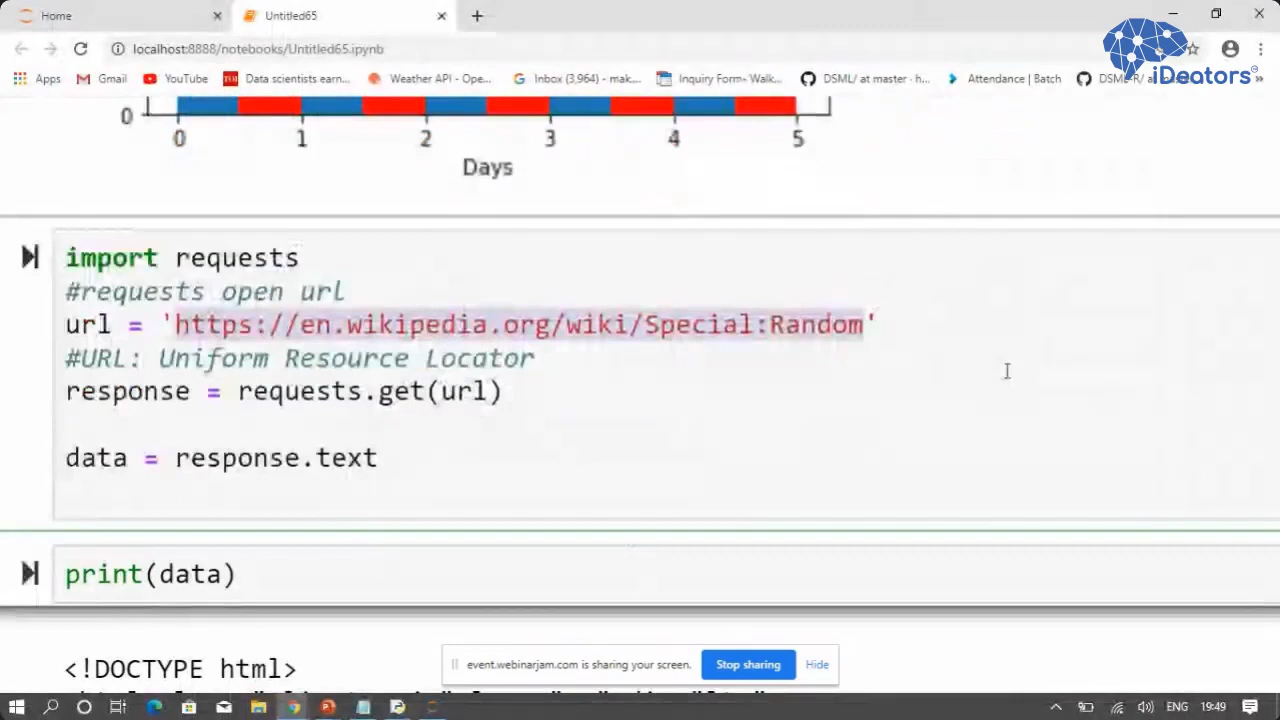 Home
Untitled65
localhost:8888/notebooks/Untitled65.ipynb
iDeators
Apps Gmail YouTube Data scientists earn... Weather API - Ope... Inbox (3,964) - mak... Inquiry Form- Walk... DSML/ at master · h... Attendance | Batch
0
0 1 2 3 4 5
Days
import requests
#requests open url
url = 'https://en.wikipedia.org/wiki/Special:Random'
#URL: Uniform Resource Locator
response = requests.get(url)
data = response.text
print(data)
<!DOCTYPE html>
event.webinarjam.com is sharing your screen. Stop sharing Hide
ENG 19:49